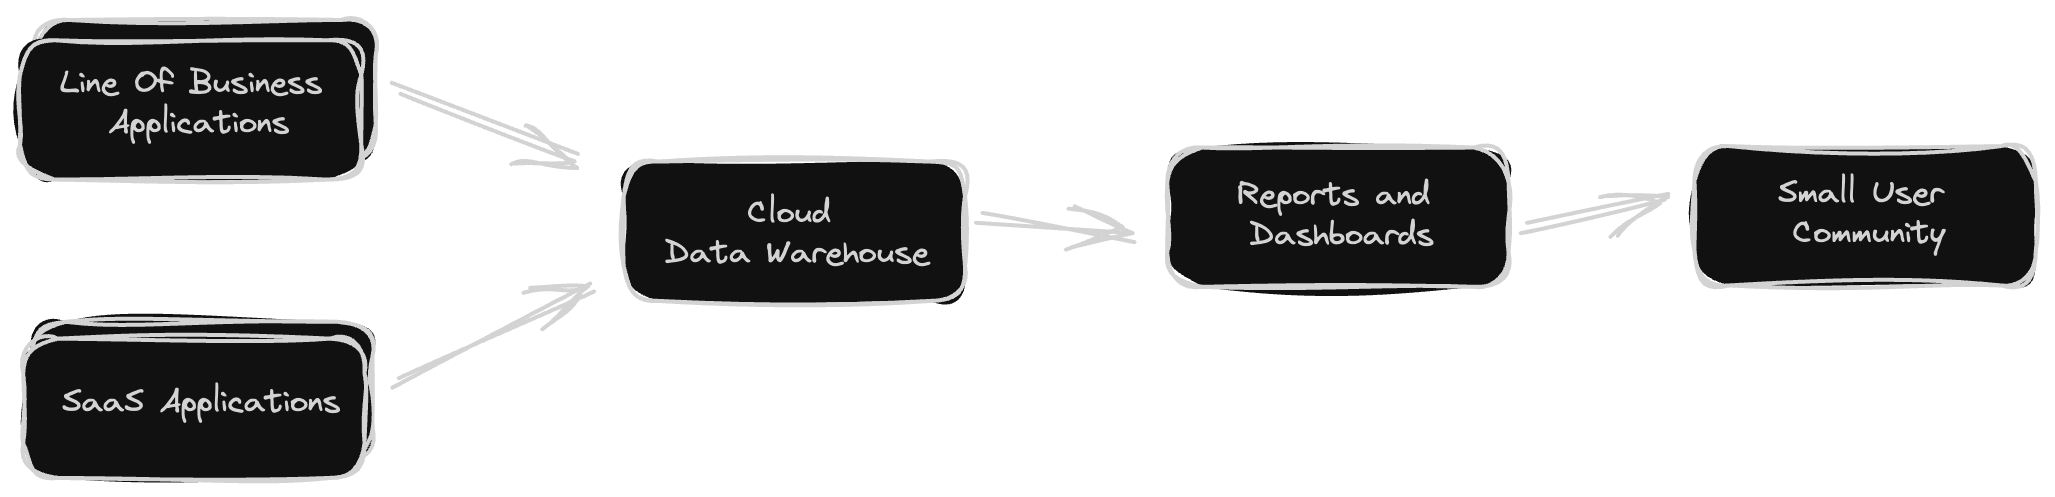 Line Of Business
Applications
SaaS Applications
Cloud
Data Warehouse
Reports and
Dashboards
Small User
Community